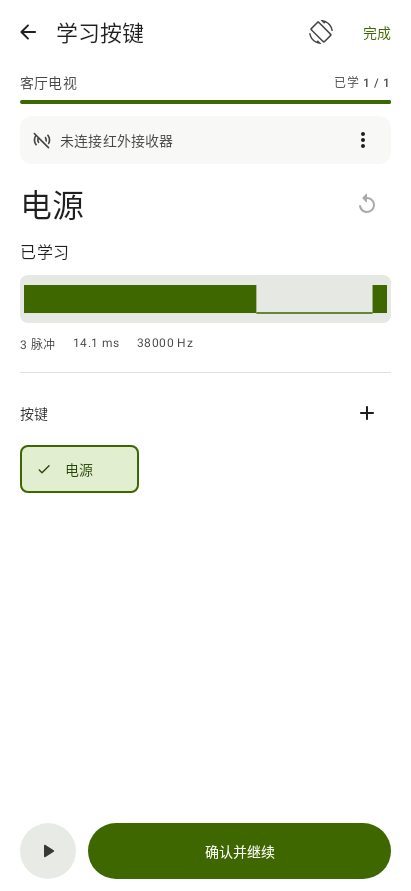 学习按键
完成
客厅电视
已学 1 / 1
未连接红外接收器
电源
已学习
3 脉冲 14.1 ms 38000 Hz
按键
电源
确认并继续